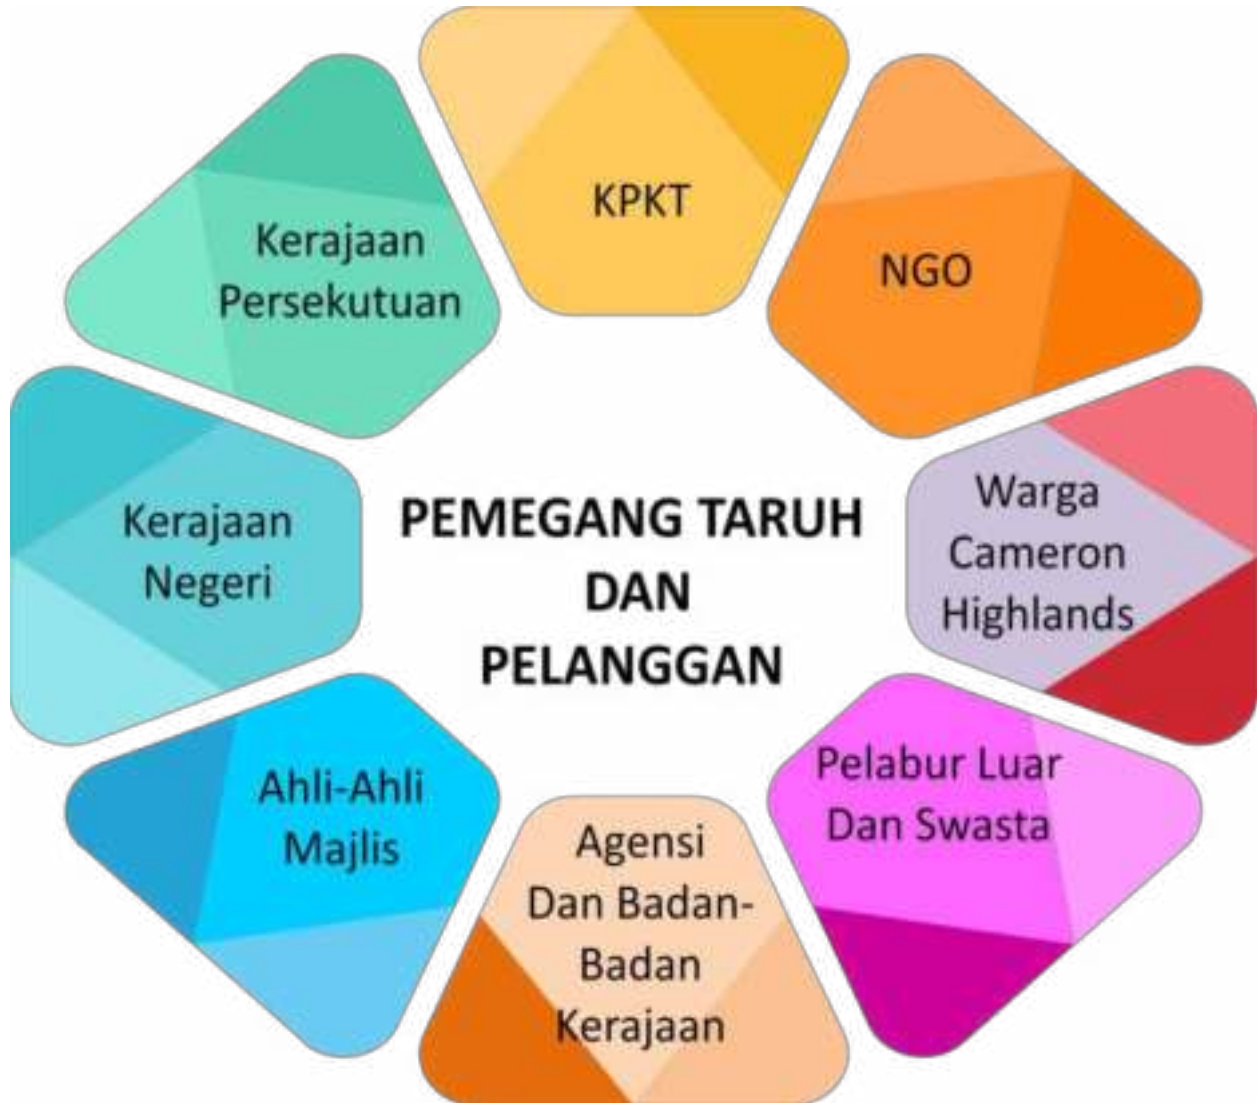 KPKT
NGO
Warga
Cameron
Highlands
Pelabur Luar
Dan Swasta
Agensi
Dan Badan-
Badan
Kerajaan
Ahli-Ahli
Majlis
Kerajaan
Negeri
Kerajaan
Persekutuan
PEMEGANG TARUH
DAN
PELANGGAN